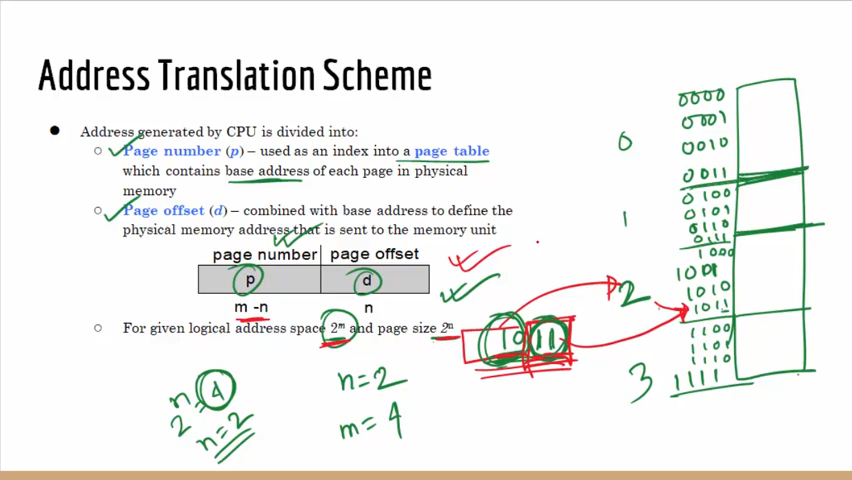 Address Translation Scheme
● Address generated by CPU is divided into:
○ Page number (p) – used as an index into a page table
which contains base address of each page in physical
memory
○ Page offset (d) – combined with base address to define the
physical memory address that is sent to the memory unit
page number page offset
p d
m -n n
○ For given logical address space 2^m and page size 2^n
10 11
2^n = 4
n=2
n=2
m=4
0
1
2
3
0000
0001
0010
0011
0100
0101
0110
0111
1000
1001
1010
1011
1100
1101
1110
1111